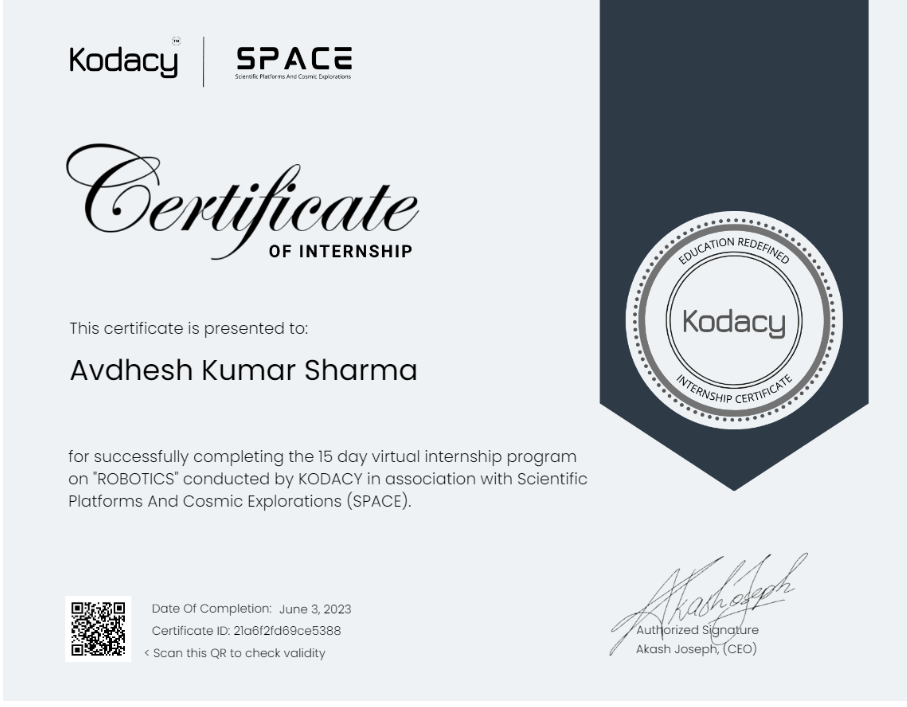 Kodacy
SPACE
Scientific Platforms And Cosmic Explorations
Certificate
OF INTERNSHIP
EDUCATION REDEFINED
Kodacy
INTERNSHIP CERTIFICATE
This certificate is presented to:
Avdhesh Kumar Sharma
for successfully completing the 15 day virtual internship program
on "ROBOTICS" conducted by KODACY in association with Scientific
Platforms And Cosmic Explorations (SPACE).
Date Of Completion: June 3, 2023
Certificate ID: 21a6f2fd69ce5388
< Scan this QR to check validity
Akash Joseph
Authorized Signature
Akash Joseph, (CEO)